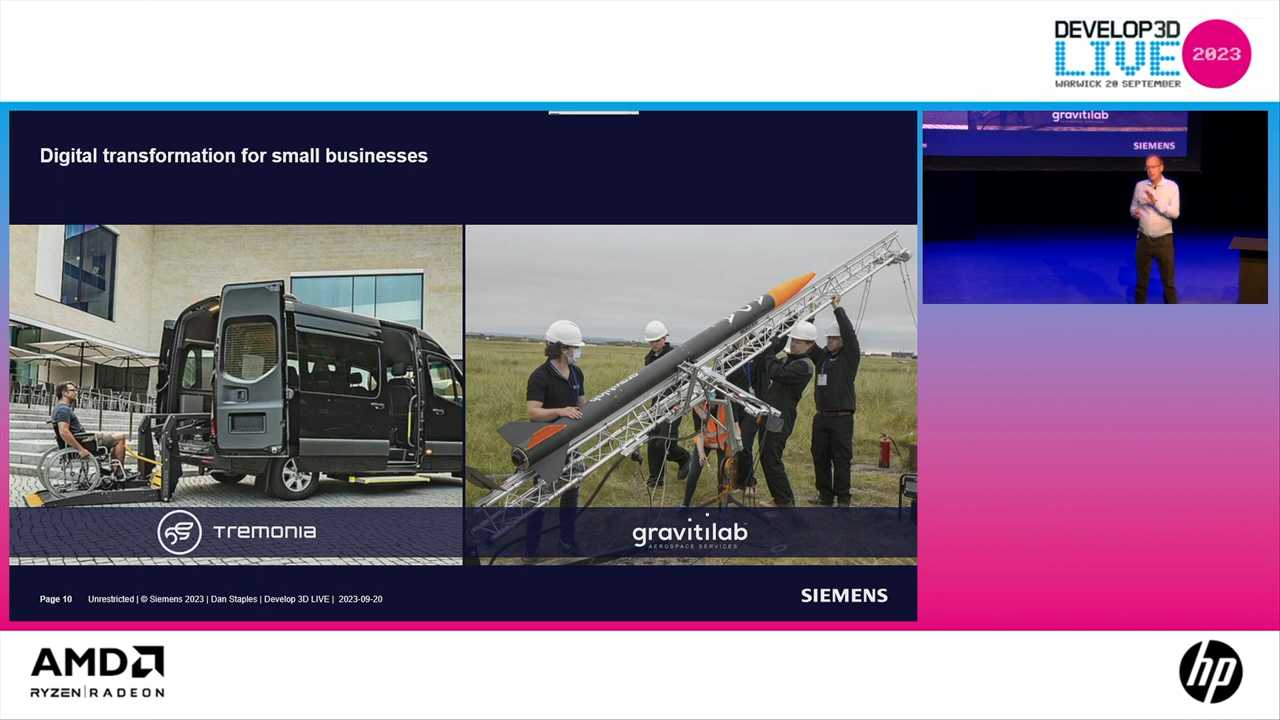 DEVELOP3D
LIVE
2023
WARWICK 20 SEPTEMBER
Digital transformation for small businesses
gravitilab
SIEMENS
gravitilab
TREMONIA
gravitilab
AEROSPACE SERVICES
Page 10 Unrestricted | © Siemens 2023 | Dan Staples | Develop 3D LIVE | 2023-09-20
SIEMENS
AMD
RYZEN | RADEON
hp